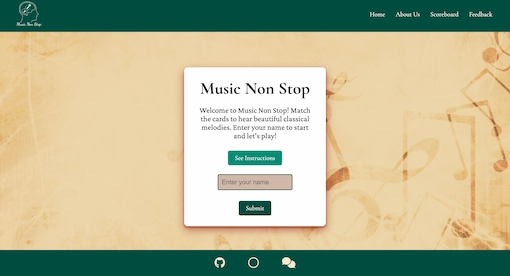 Music Non Stop
Home About Us Scoreboard Feedback
Music Non Stop
Welcome to Music Non Stop! Match
the cards to hear beautiful classical
melodies. Enter your name to start
and let's play!
See Instructions
Enter your name
Submit